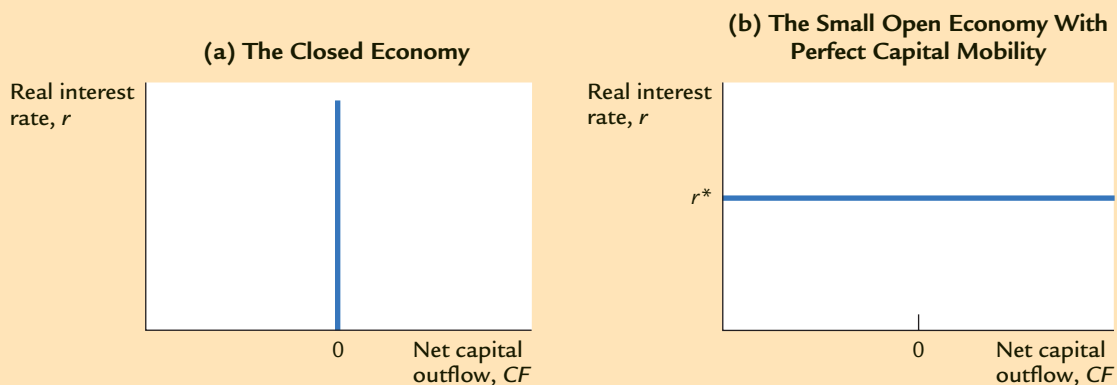 (a) The Closed Economy
Real interest
rate, r
0
Net capital
outflow, CF
(b) The Small Open Economy With
Perfect Capital Mobility
Real interest
rate, r
r*
0
Net capital
outflow, CF